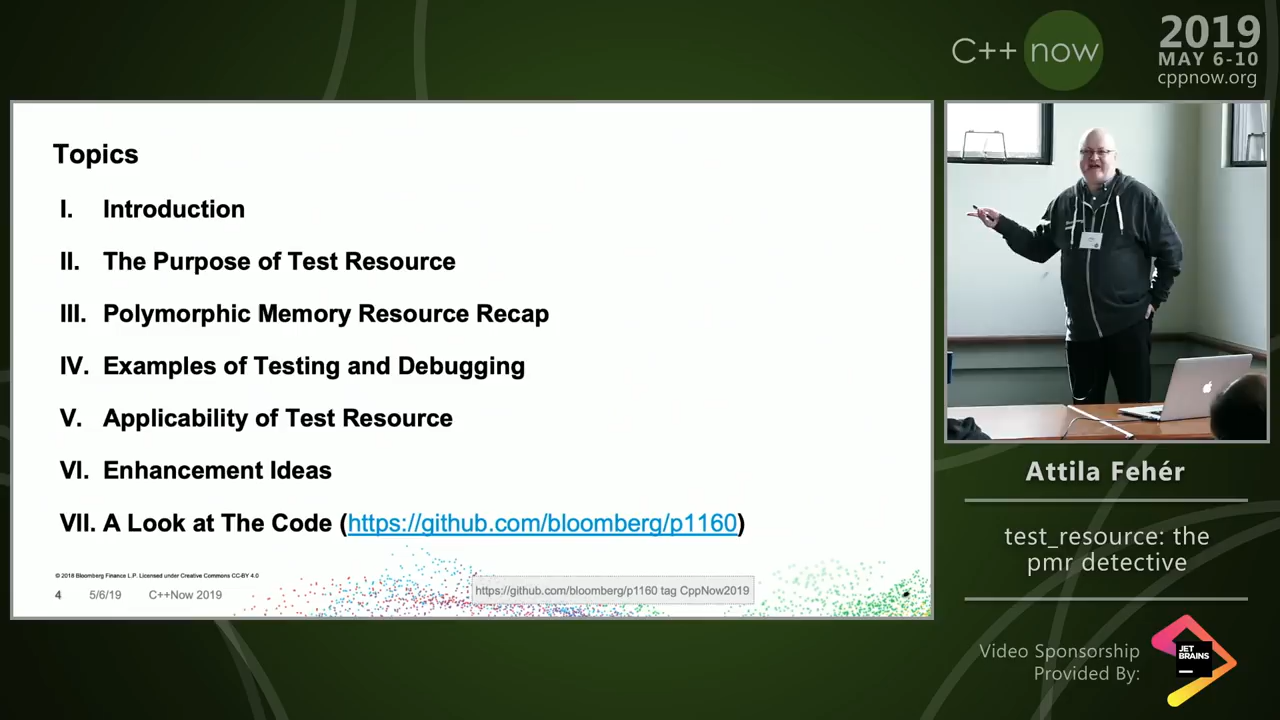 C++ now
2019
MAY 6-10
cppnow.org
Topics
I. Introduction
II. The Purpose of Test Resource
III. Polymorphic Memory Resource Recap
IV. Examples of Testing and Debugging
V. Applicability of Test Resource
VI. Enhancement Ideas
VII. A Look at The Code (https://github.com/bloomberg/p1160)
© 2018 Bloomberg Finance L.P. Licensed under Creative Commons CC-BY 4.0
4 5/6/19 C++Now 2019
https://github.com/bloomberg/p1160 tag CppNow2019
Attila Fehér
test_resource: the
pmr detective
Video Sponsorship
Provided By:
JET
BRAINS